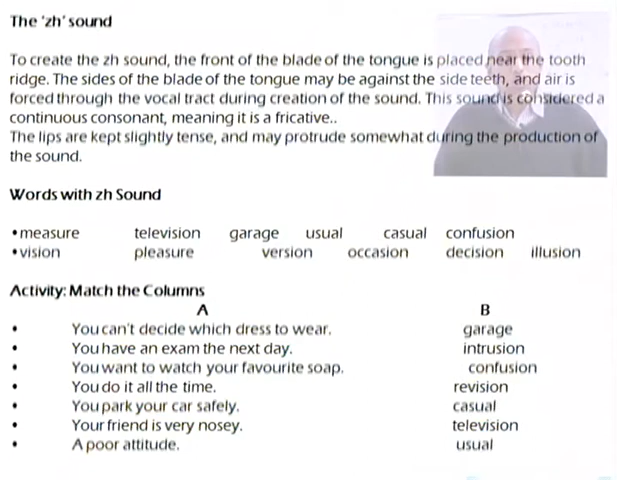 The 'zh' sound
To create the zh sound, the front of the blade of the tongue is placed near the tooth
ridge. The sides of the blade of the tongue may be against the side teeth, and air is
forced through the vocal tract during creation of the sound. This sound is considered a
continuous consonant, meaning it is a fricative..
The lips are kept slightly tense, and may protrude somewhat during the production of
the sound.
Words with zh Sound
• measure television garage usual casual confusion
• vision pleasure version occasion decision illusion
Activity: Match the Columns
A B
• You can't decide which dress to wear. garage
• You have an exam the next day. intrusion
• You want to watch your favourite soap. confusion
• You do it all the time. revision
• You park your car safely. casual
• Your friend is very nosey. television
• A poor attitude. usual